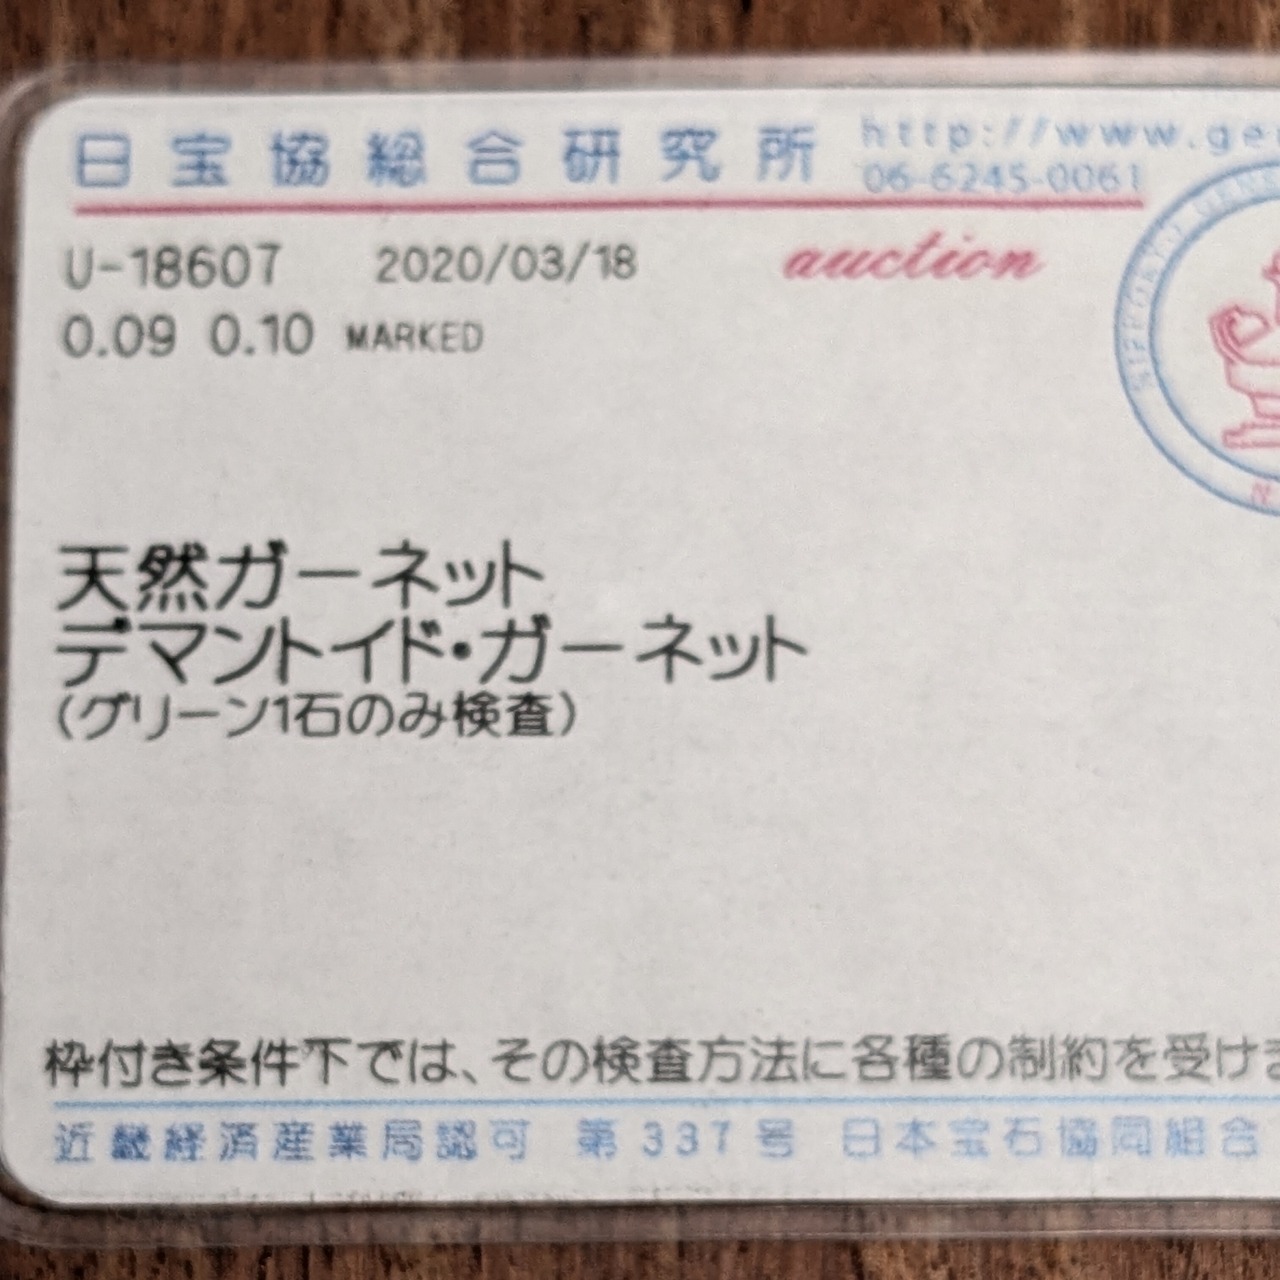 日宝協総合研究所
http://www.ge
06-6245-0061
U-18607 2020/03/18 auction
0.09 0.10 MARKED
天然ガーネット
デマントイド・ガーネット
(グリーン1石のみ検査)
枠付き条件下では、その検査方法に各種の制約を受けま
近畿経済産業局認可 第337号 日本宝石協同組合